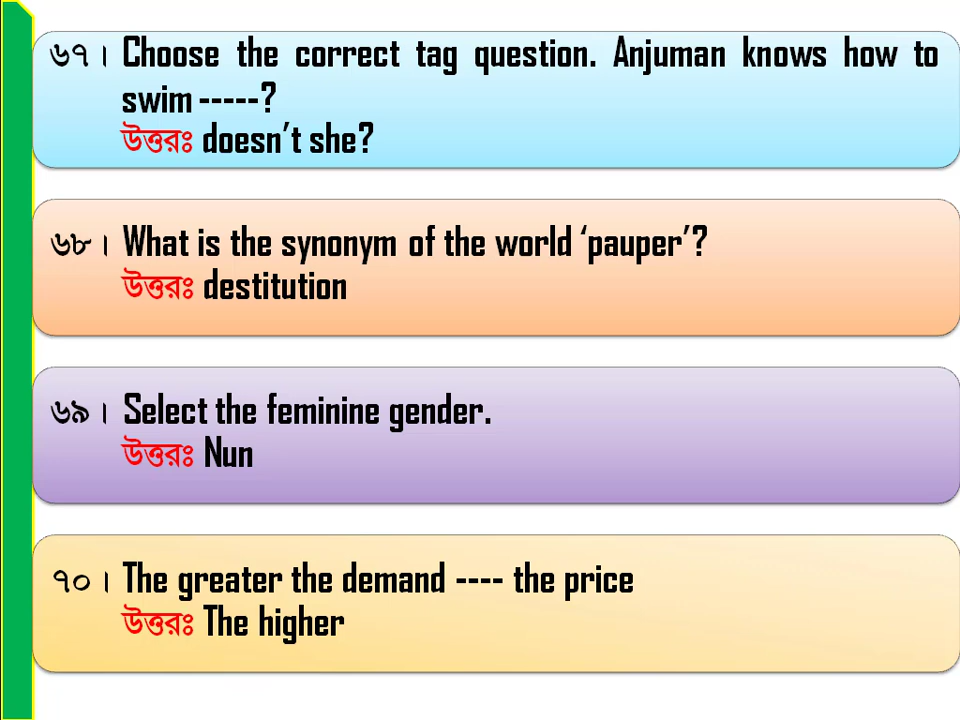 ৬৭। Choose the correct tag question. Anjuman knows how to
swim -----?
উত্তরঃ doesn't she?
৬৮। What is the synonym of the world 'pauper'?
উত্তরঃ destitution
৬৯। Select the feminine gender.
উত্তরঃ Nun
৭০। The greater the demand ---- the price
উত্তরঃ The higher